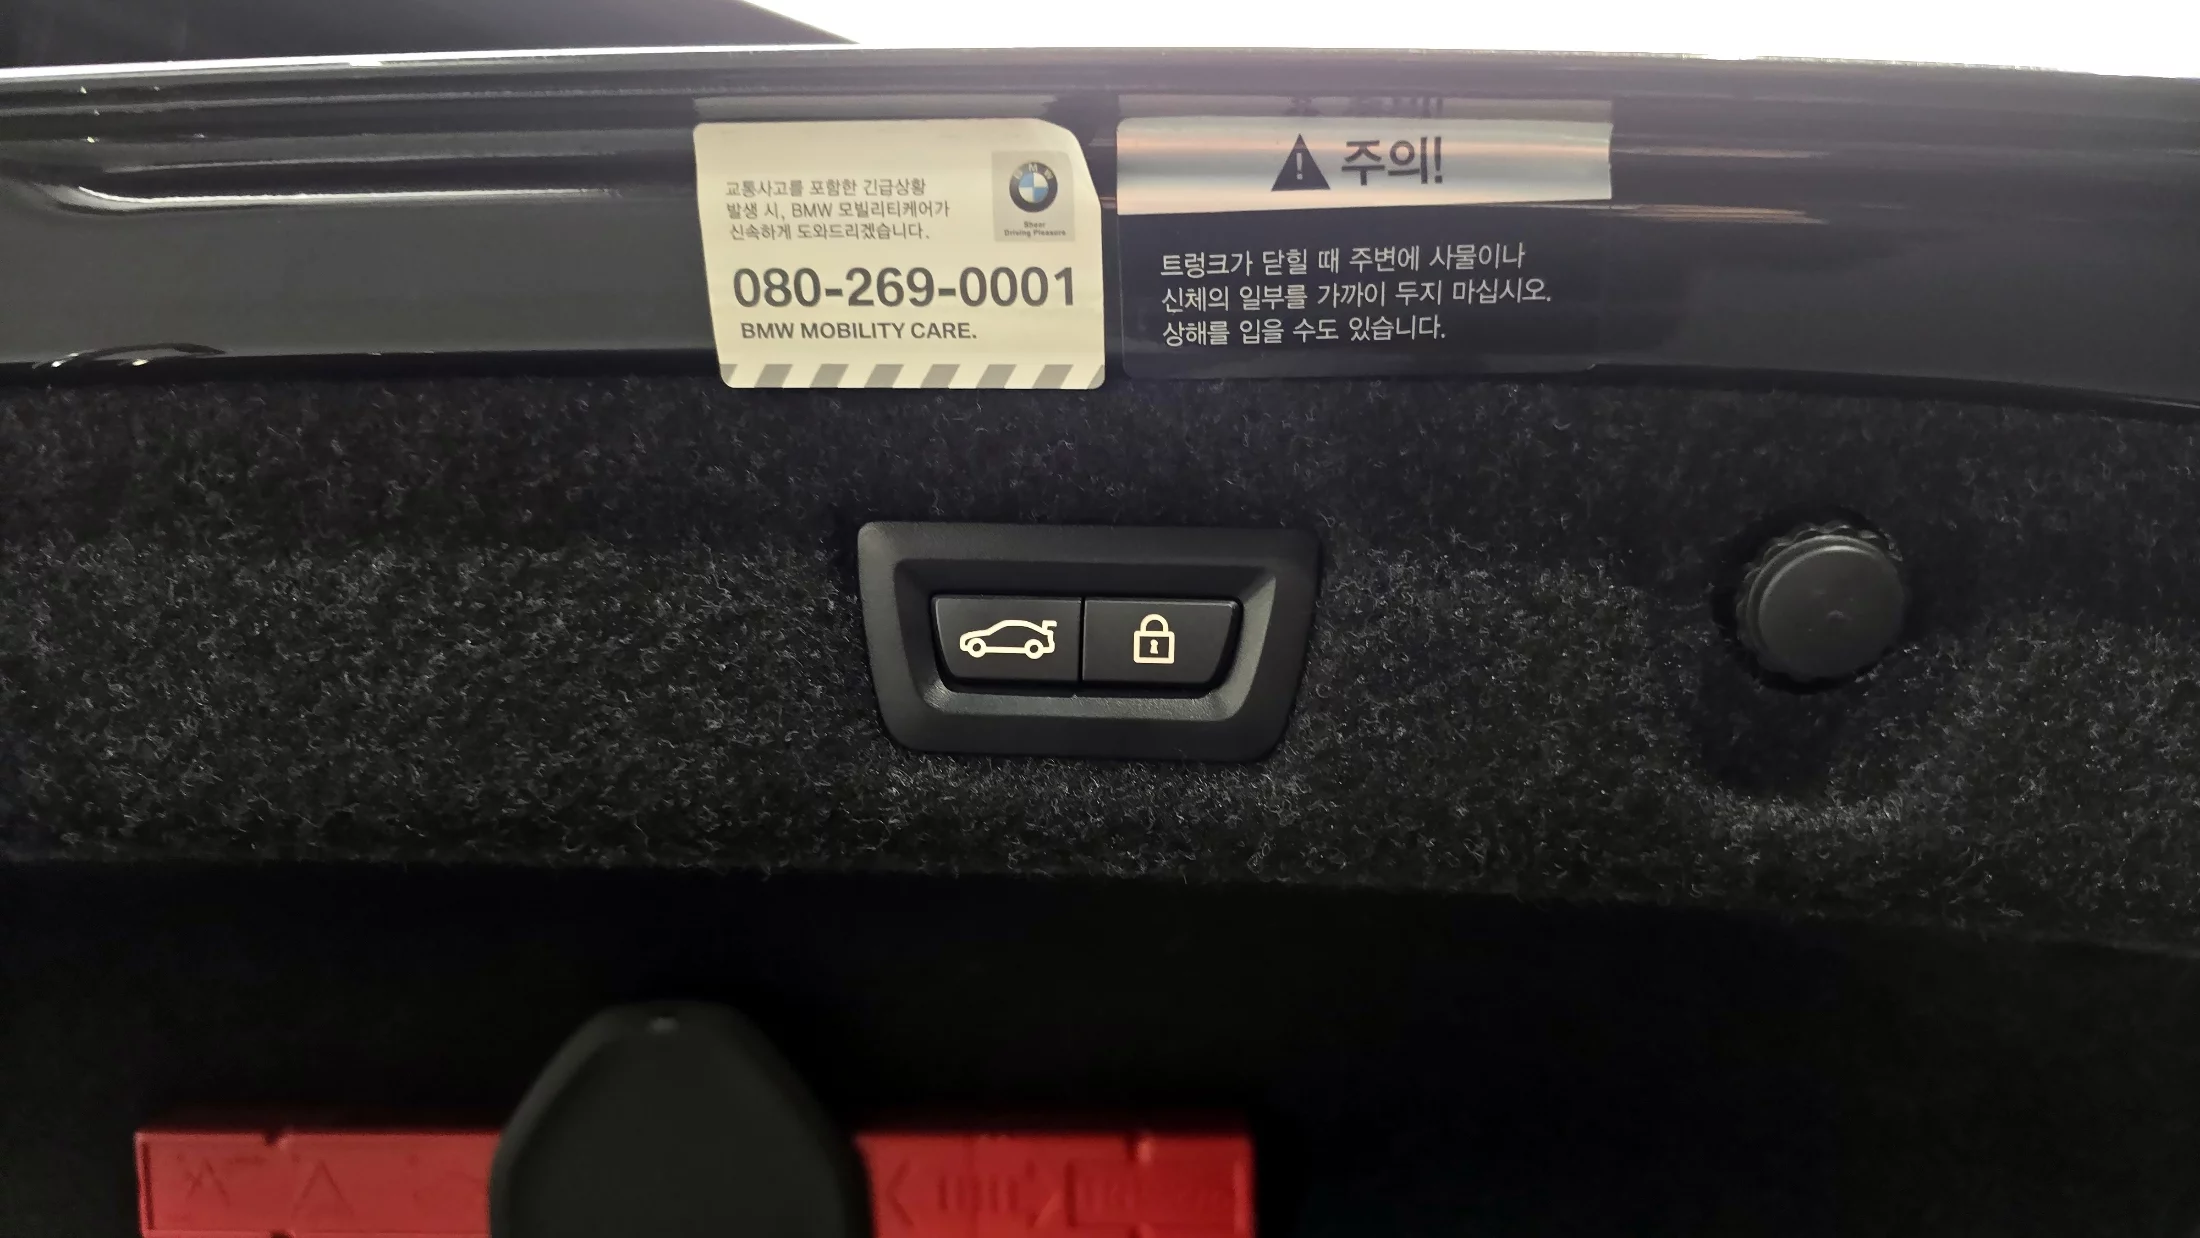 교통사고를 포함한 긴급상황
발생 시, BMW 모빌리티케어가
신속하게 도와드리겠습니다.
BMW
Sheer
Driving Pleasure
080-269-0001
BMW MOBILITY CARE.
주의!
트렁크가 닫힐 때 주변에 사물이나
신체의 일부를 가까이 두지 마십시오.
상해를 입을 수도 있습니다.